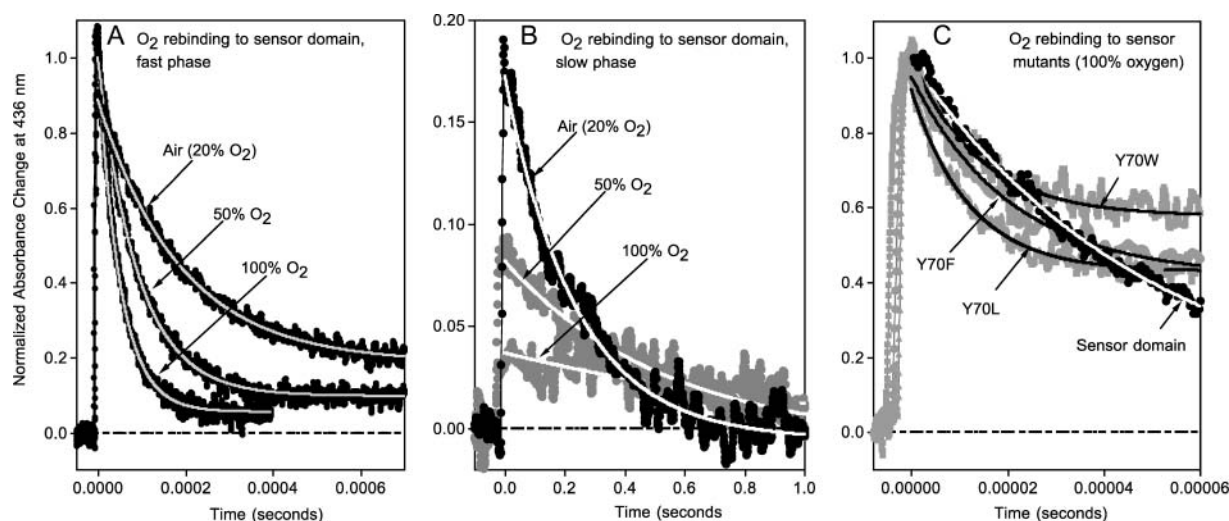 Normalized Absorbance Change at 436 nm
A
O2 rebinding to sensor domain,
fast phase
1.0
0.8
0.6
0.4
0.2
0.0
Air (20% O2)
50% O2
100% O2
0.0000 0.0002 0.0004 0.0006
Time (seconds)
B
O2 rebinding to sensor domain,
slow phase
0.20
0.15
0.10
0.05
0.00
Air (20% O2)
50% O2
100% O2
0.0 0.2 0.4 0.6 0.8 1.0
Time (seconds)
C
O2 rebinding to sensor
mutants (100% oxygen)
1.0
0.8
0.6
0.4
0.2
0.0
Y70W
Y70F
Y70L
Sensor domain
0.00000 0.00002 0.00004 0.00006
Time (seconds)